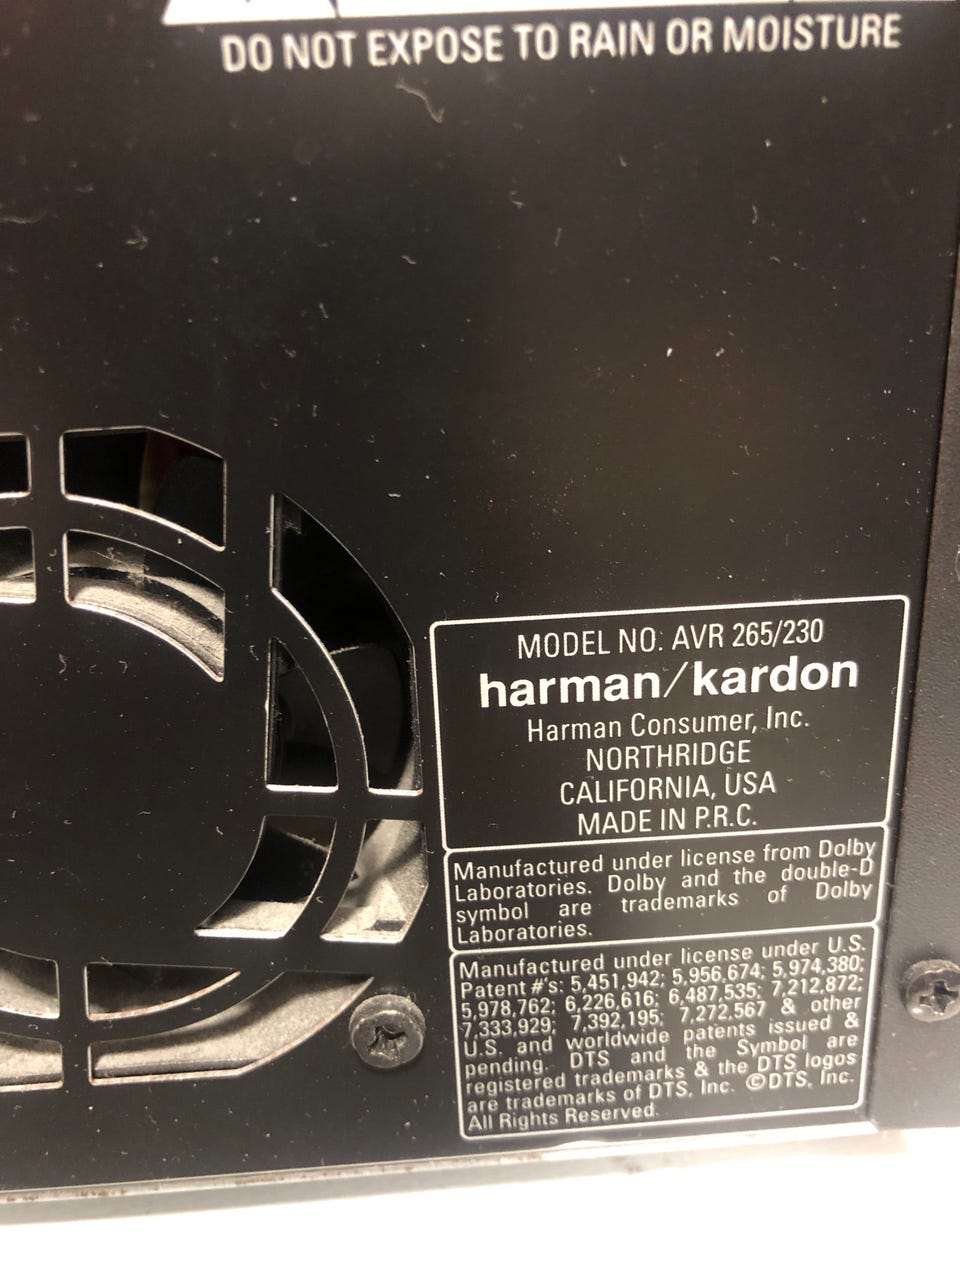 DO NOT EXPOSE TO RAIN OR MOISTURE
MODEL NO. AVR 265/230
harman/kardon
Harman Consumer, Inc.
NORTHRIDGE
CALIFORNIA, USA
MADE IN P.R.C.
Manufactured under license from Dolby
Laboratories. Dolby and the double-D
symbol are trademarks of Dolby
Laboratories.
Manufactured under license under U.S.
Patent #'s: 5,451,942; 5,956,674; 5,974,380;
5,978,762; 6,226,616; 6,487,535; 7,212,872;
7,333,929; 7,392,195; 7,272,567 & other
U.S. and worldwide patents issued &
pending. DTS and the Symbol are
registered trademarks & the DTS logos
are trademarks of DTS, Inc. ©DTS, Inc.
All Rights Reserved.